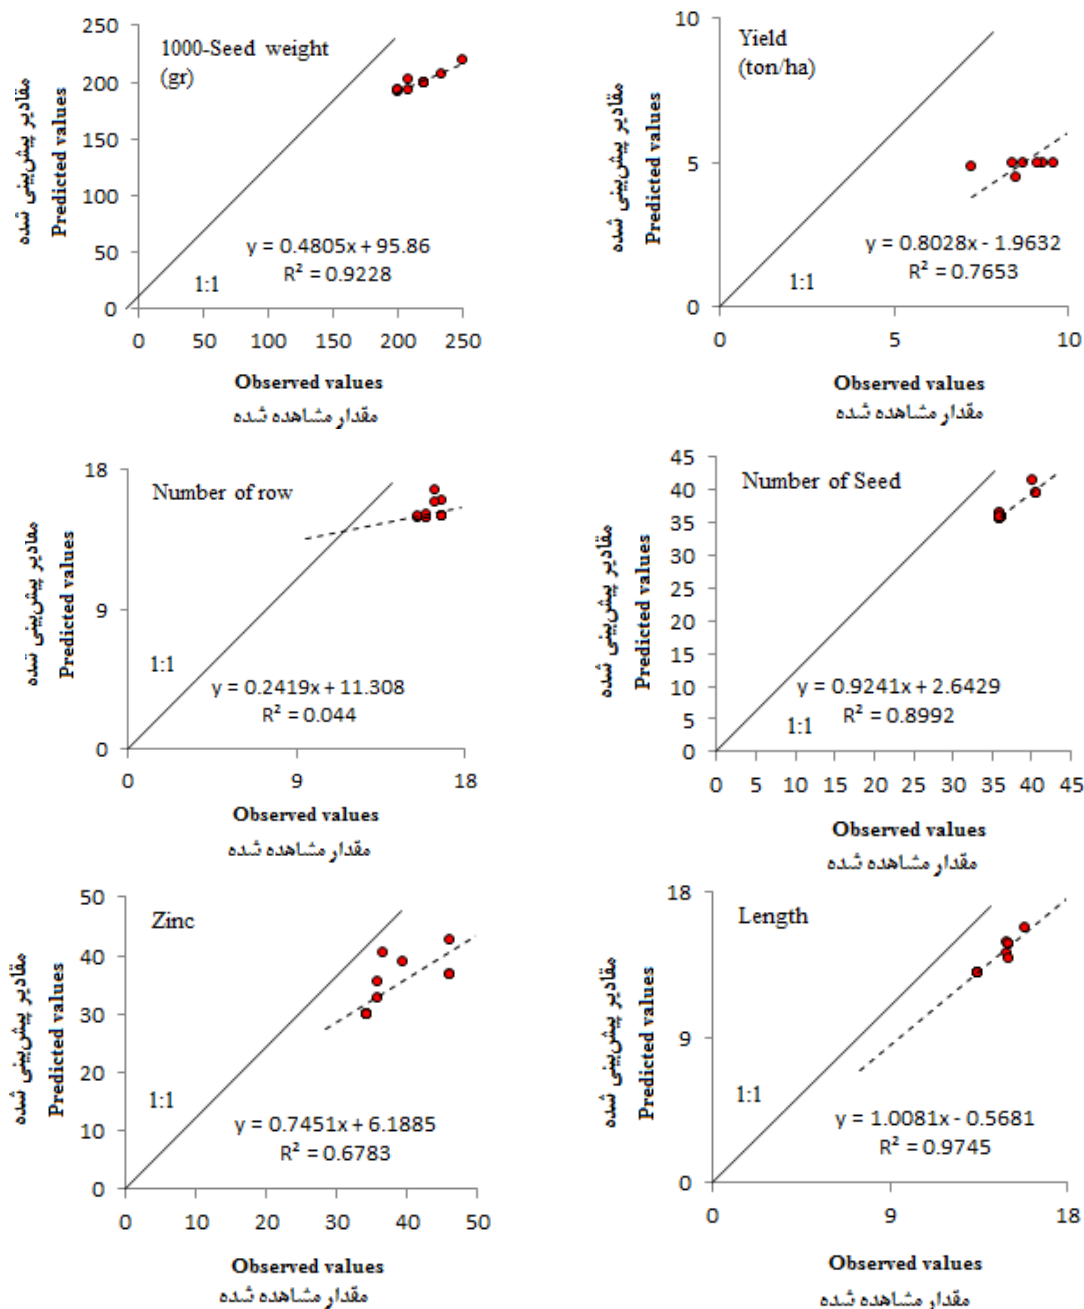 250
200
150
100
50
0
1000-Seed weight
(gr)
y = 0.4805x + 95.86
R² = 0.9228
1:1
0 50 100 150 200 250
مقادیر پیش‌بینی شده
Predicted values
Observed values
مقدار مشاهده شده
10
5
0
Yield
(ton/ha)
y = 0.8028x - 1.9632
R² = 0.7653
1:1
0 5 10
مقادیر پیش‌بینی شده
Predicted values
Observed values
مقدار مشاهده شده
18
9
0
Number of row
1:1
y = 0.2419x + 11.308
R² = 0.044
0 9 18
مقادیر پیش‌بینی شده
Predicted values
Observed values
مقدار مشاهده شده
45
40
35
30
25
20
15
10
5
0
Number of Seed
y = 0.9241x + 2.6429
R² = 0.8992
1:1
0 5 10 15 20 25 30 35 40 45
مقادیر پیش‌بینی شده
Predicted values
Observed values
مقدار مشاهده شده
50
40
30
20
10
0
Zinc
1:1
y = 0.7451x + 6.1885
R² = 0.6783
0 10 20 30 40 50
مقادیر پیش‌بینی شده
Predicted values
Observed values
مقدار مشاهده شده
18
9
0
Length
1:1
y = 1.0081x - 0.5681
R² = 0.9745
0 9 18
مقادیر پیش‌بینی شده
Predicted values
Observed values
مقدار مشاهده شده